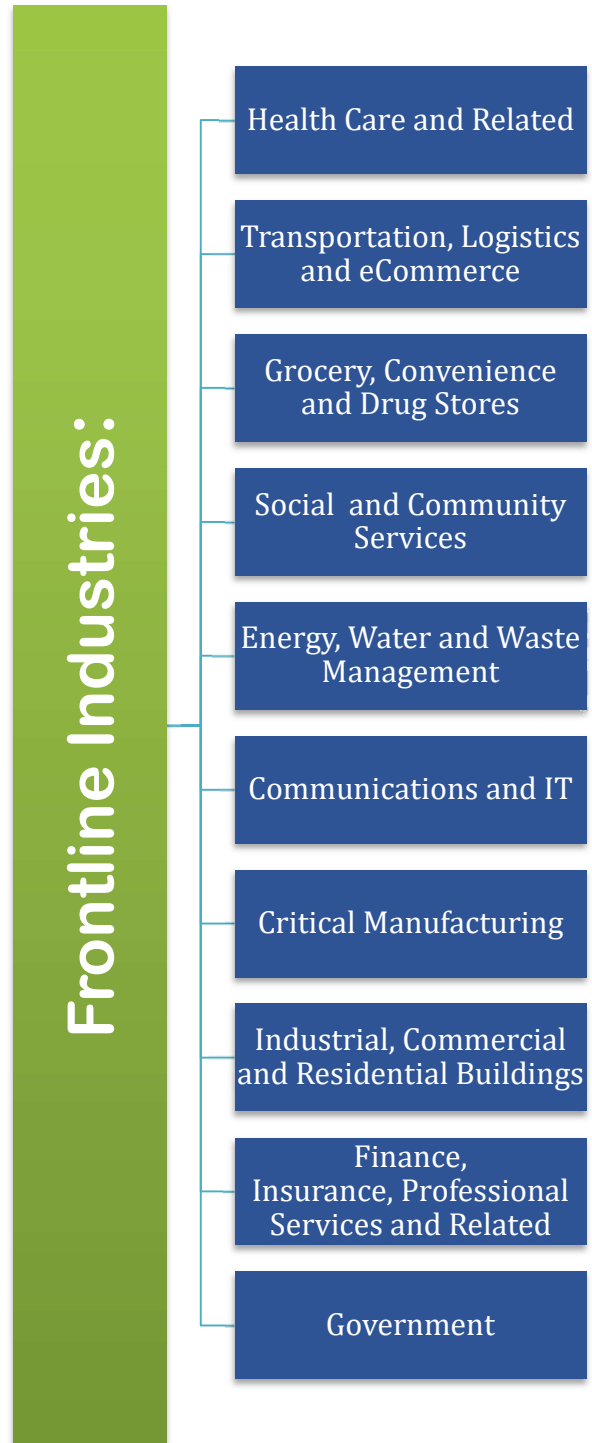 Frontline Industries:
Health Care and Related
Transportation, Logistics
and eCommerce
Grocery, Convenience
and Drug Stores
Social  and Community
Services
Energy, Water and Waste
Management
Communications and IT
Critical Manufacturing
Industrial, Commercial
and Residential Buildings
Finance,
Insurance, Professional
Services and Related
Government